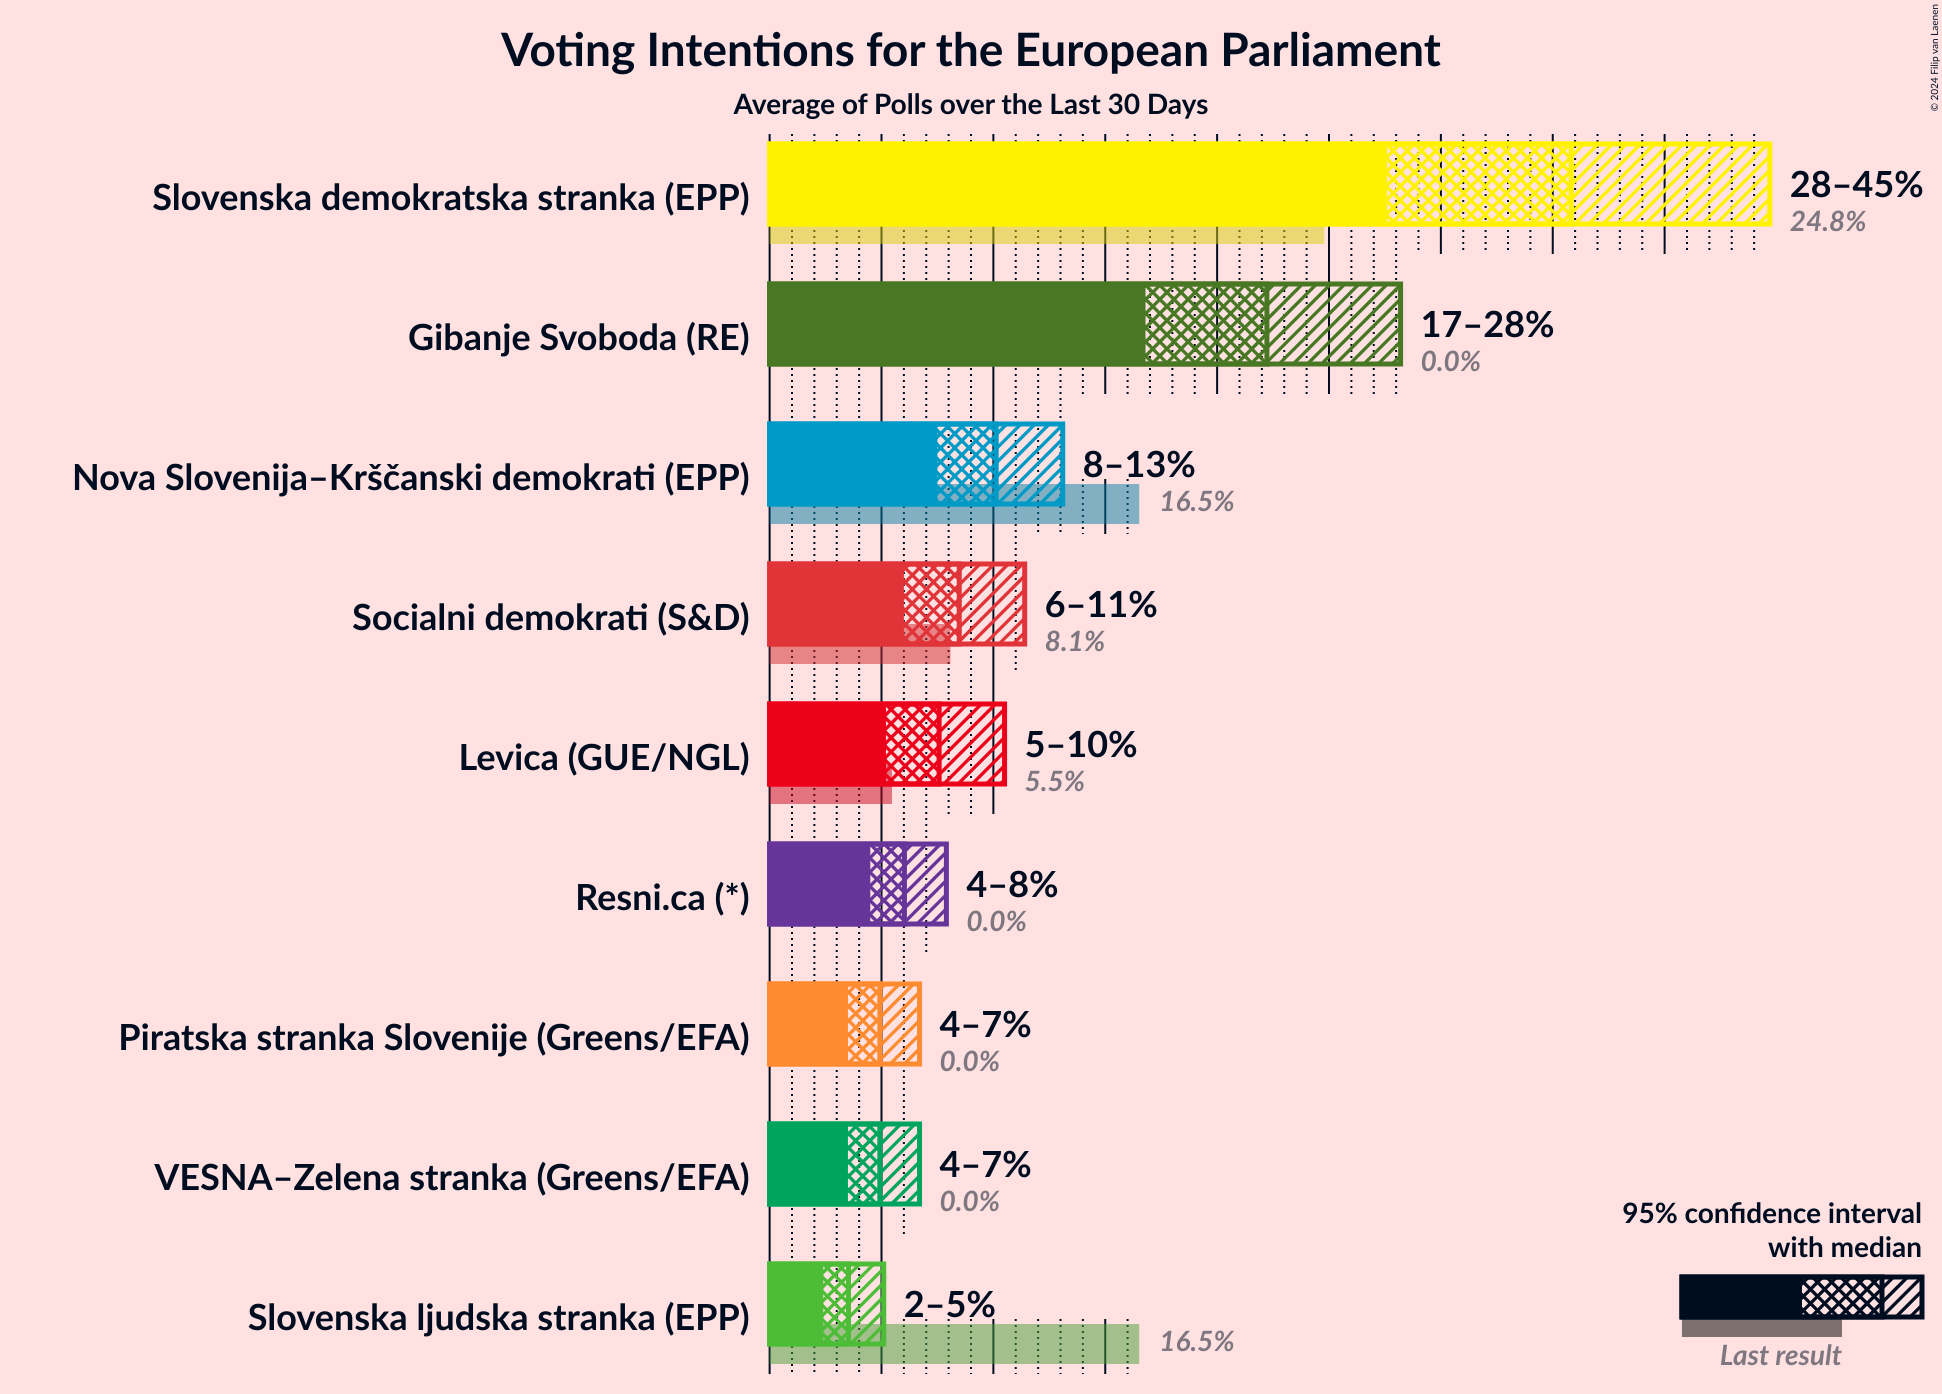 © 2024 Filip van Laenen
Voting Intentions for the European Parliament
Average of Polls over the Last 30 Days
Slovenska demokratska stranka (EPP)
28–45%
24.8%
Gibanje Svoboda (RE)
17–28%
0.0%
Nova Slovenija–Krščanski demokrati (EPP)
8–13%
16.5%
Socialni demokrati (S&D)
6–11%
8.1%
Levica (GUE/NGL)
5–10%
5.5%
Resni.ca (*)
4–8%
0.0%
Piratska stranka Slovenije (Greens/EFA)
4–7%
0.0%
VESNA–Zelena stranka (Greens/EFA)
4–7%
0.0%
Slovenska ljudska stranka (EPP)
2–5%
16.5%
95% confidence interval
with median
Last result